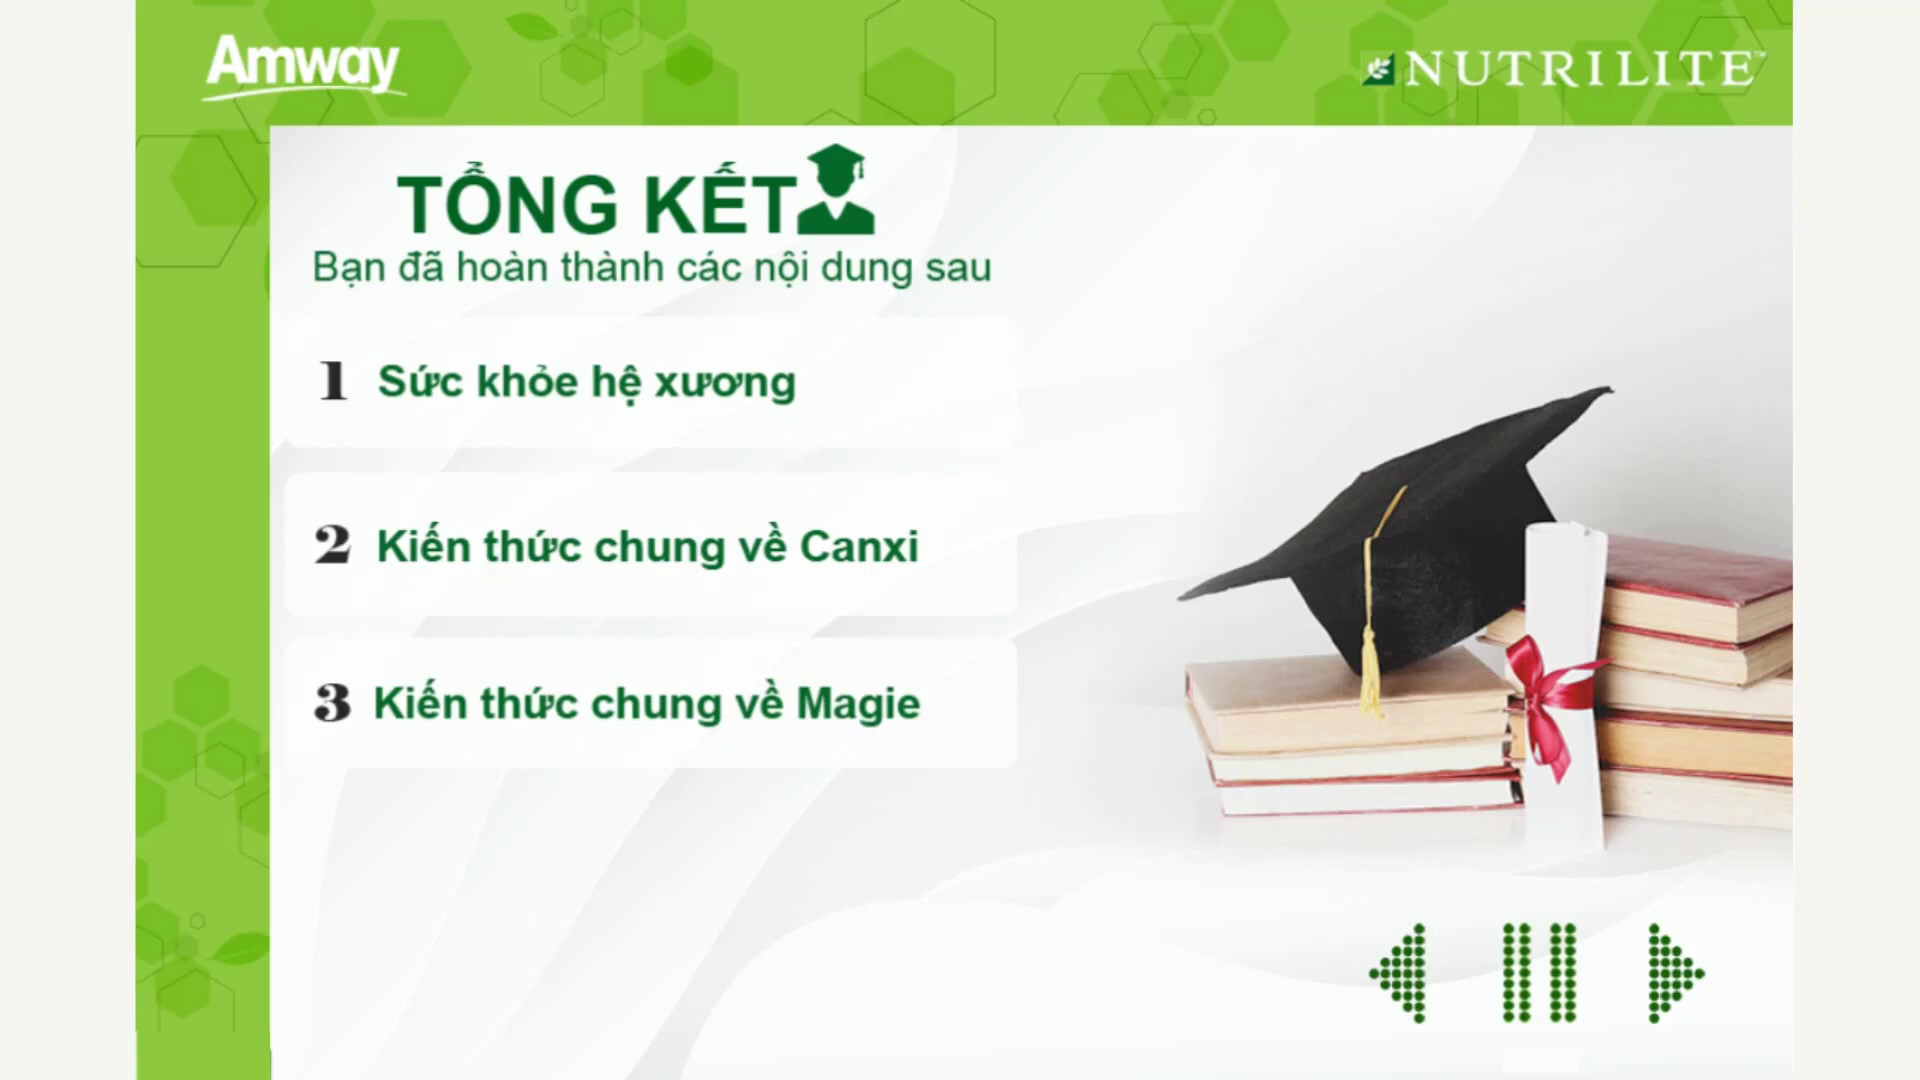 Amway
NUTRILITE™
TỔNG KẾT
Bạn đã hoàn thành các nội dung sau
1 Sức khỏe hệ xương
2 Kiến thức chung về Canxi
3 Kiến thức chung về Magie